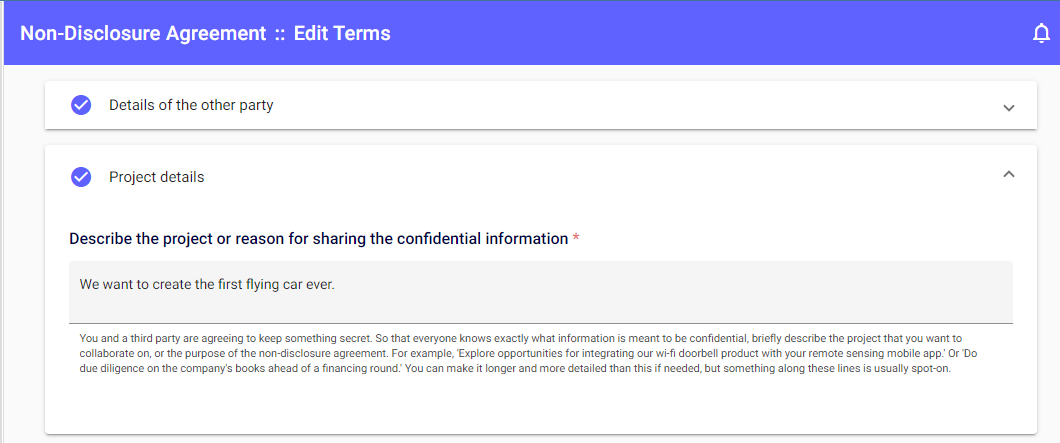 Non-Disclosure Agreement :: Edit Terms
Details of the other party
Project details
Describe the project or reason for sharing the confidential information *
We want to create the first flying car ever.
You and a third party are agreeing to keep something secret. So that everyone knows exactly what information is meant to be confidential, briefly describe the project that you want to
collaborate on, or the purpose of the non-disclosure agreement. For example, 'Explore opportunities for integrating our wi-fi doorbell product with your remote sensing mobile app.' Or 'Do
due diligence on the company's books ahead of a financing round.' You can make it longer and more detailed than this if needed, but something along these lines is usually spot-on.